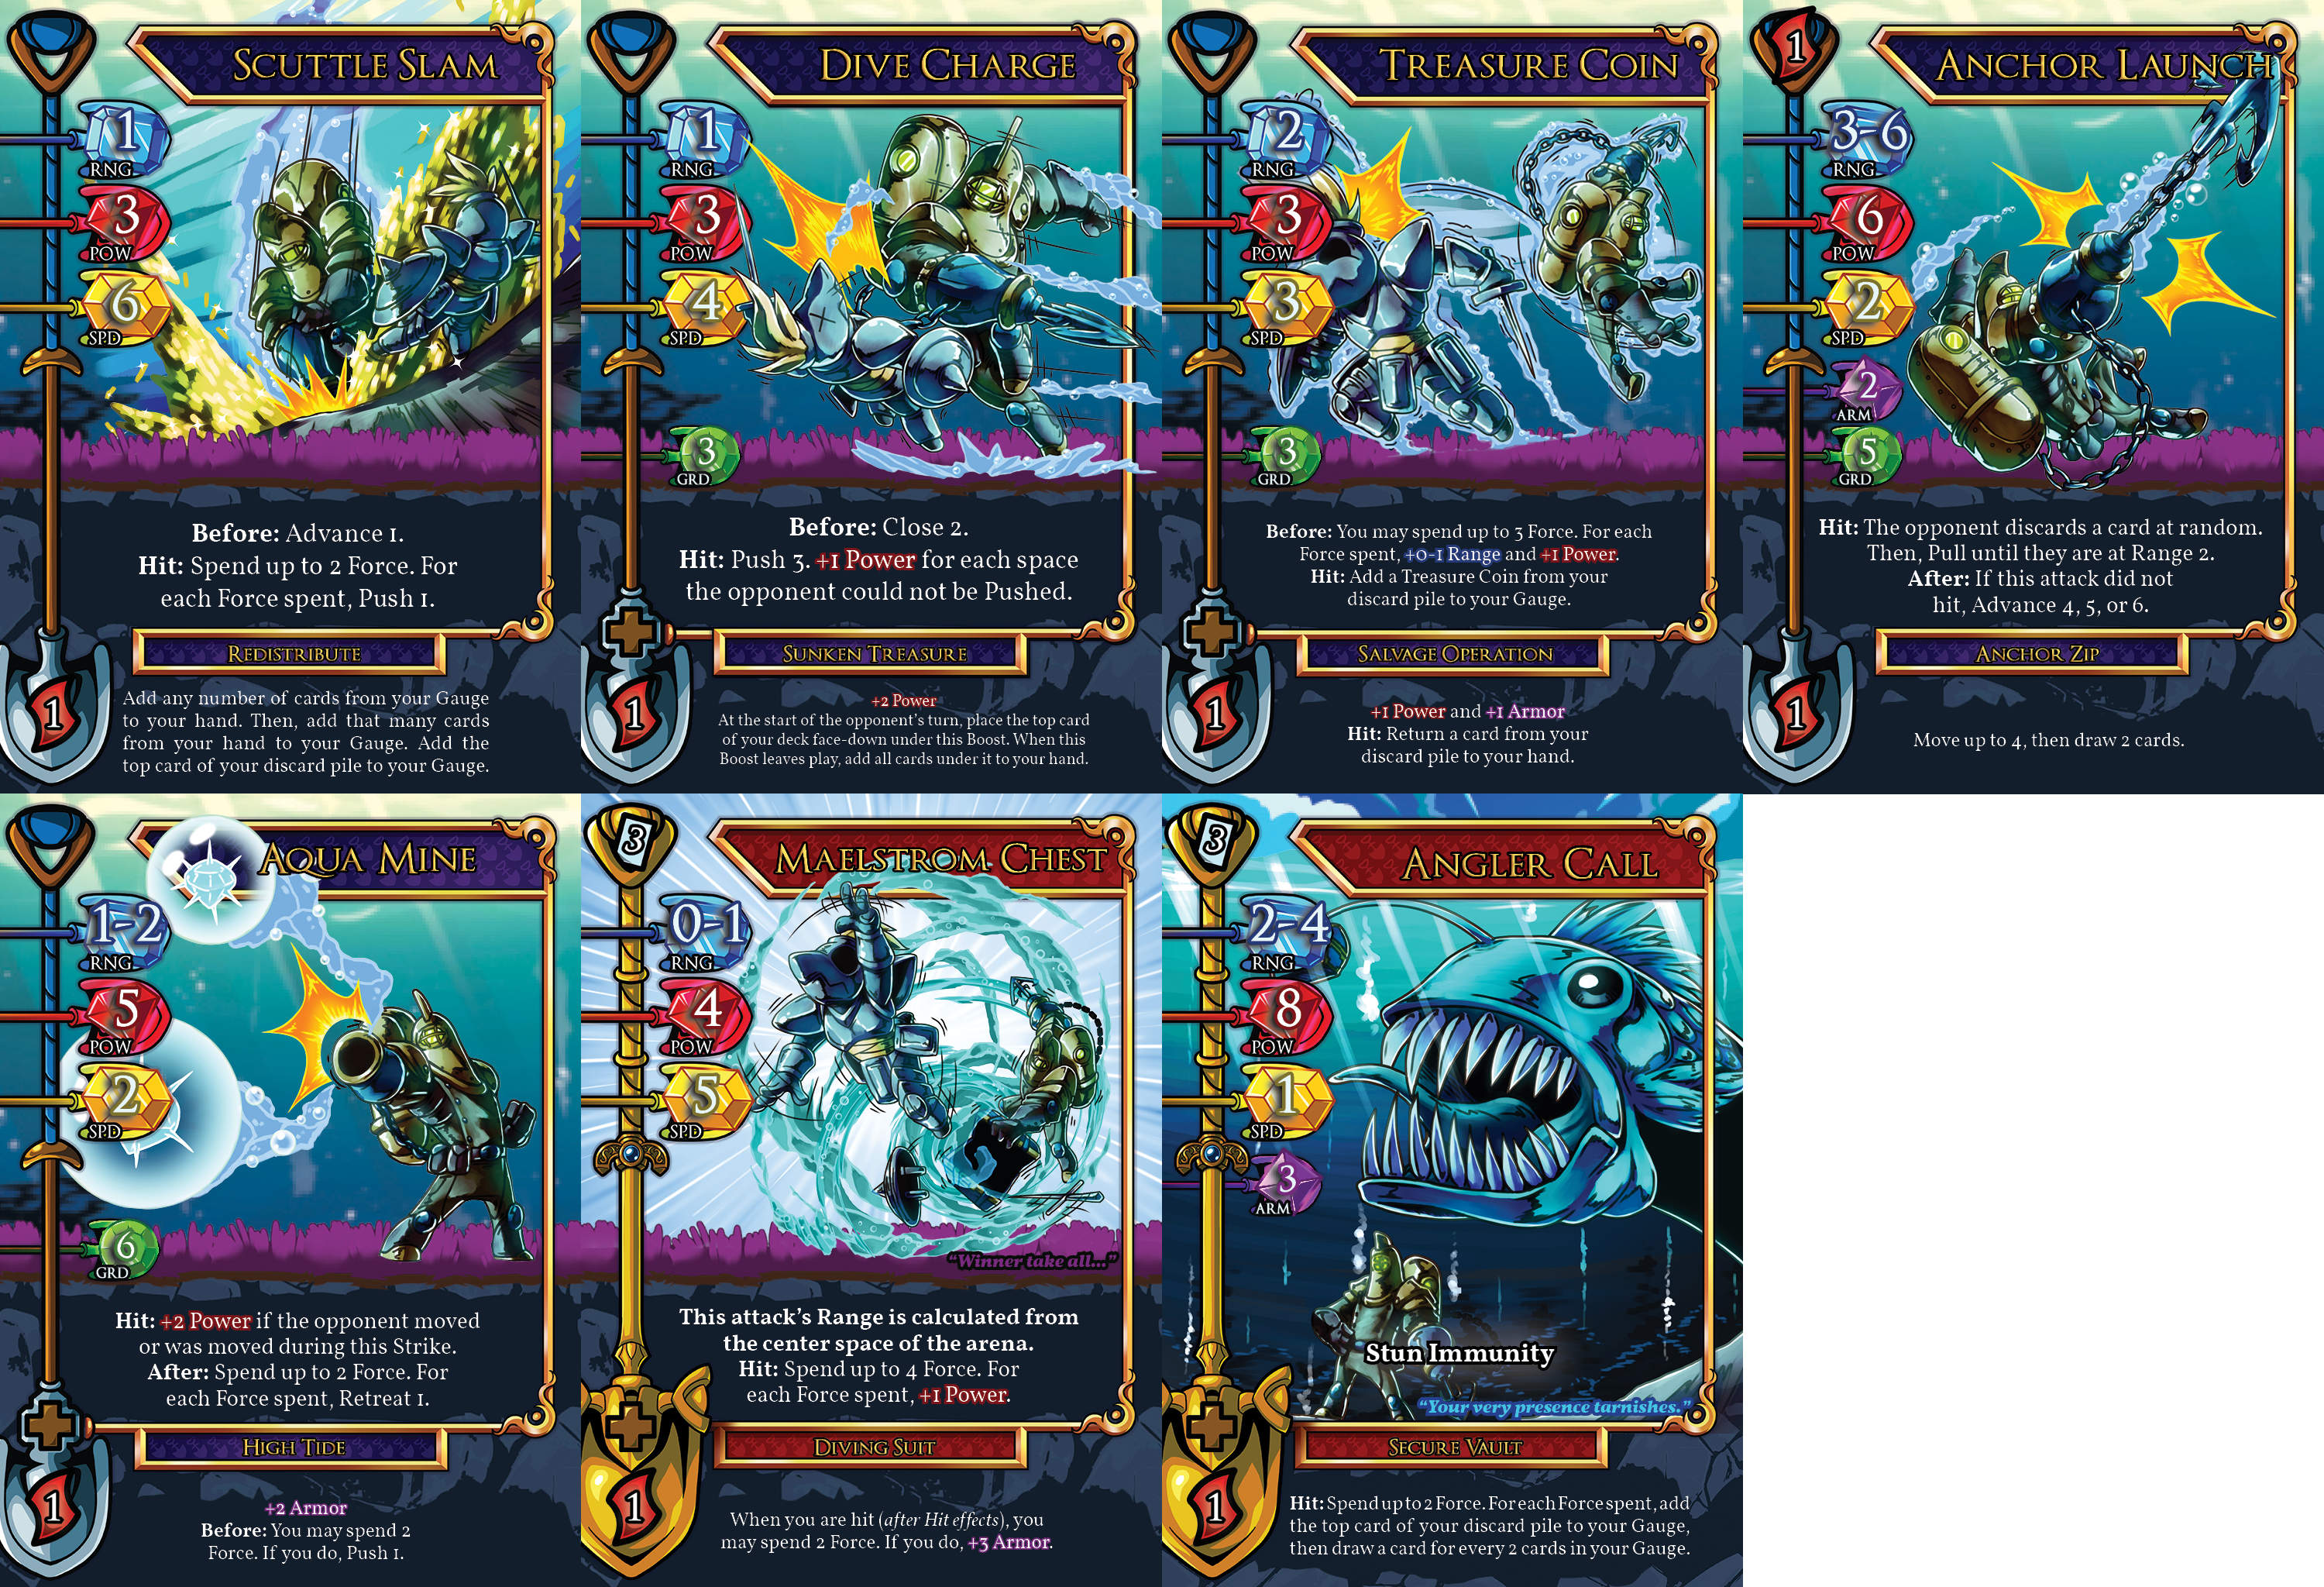 SCUTTLE SLAM
1
RNG
3
POW
6
SPD
Before: Advance 1.
Hit: Spend up to 2 Force. For
each Force spent, Push 1.
REDISTRIBUTE
1
Add any number of cards from your Gauge
to your hand. Then, add that many cards
from your hand to your Gauge. Add the
top card of your discard pile to your Gauge.
DIVE CHARGE
1
RNG
3
POW
4
SPD
3
GRD
Before: Close 2.
Hit: Push 3. +1 Power for each space
the opponent could not be Pushed.
SUNKEN TREASURE
1
+2 Power
At the start of the opponent's turn, place the top card
of your deck face-down under this Boost. When this
Boost leaves play, add all cards under it to your hand.
TREASURE COIN
2
RNG
3
POW
3
SPD
3
GRD
Before: You may spend up to 3 Force. For each
Force spent, +0-1 Range and +1 Power.
Hit: Add a Treasure Coin from your
discard pile to your Gauge.
SALVAGE OPERATION
1
+1 Power and +1 Armor
Hit: Return a card from your
discard pile to your hand.
1
ANCHOR LAUNCH
3-6
RNG
6
POW
2
SPD
2
ARM
5
GRD
Hit: The opponent discards a card at random.
Then, Pull until they are at Range 2.
After: If this attack did not
hit, Advance 4, 5, or 6.
ANCHOR ZIP
1
Move up to 4, then draw 2 cards.
AQUA MINE
1-2
RNG
5
POW
2
SPD
6
GRD
Hit: +2 Power if the opponent moved
or was moved during this Strike.
After: Spend up to 2 Force. For
each Force spent, Retreat 1.
HIGH TIDE
1
+2 Armor
Before: You may spend 2
Force. If you do, Push 1.
3
MAELSTROM CHEST
0-1
RNG
4
POW
5
SPD
"Winner take all..."
This attack's Range is calculated from
the center space of the arena.
Hit: Spend up to 4 Force. For
each Force spent, +1 Power.
DIVING SUIT
1
When you are hit (after Hit effects), you
may spend 2 Force. If you do, +3 Armor.
3
ANGLER CALL
2-4
RNG
8
POW
1
SPD
3
ARM
Stun Immunity
"Your very presence tarnishes."
SECURE VAULT
1
Hit: Spend up to 2 Force. For each Force spent, add
the top card of your discard pile to your Gauge,
then draw a card for every 2 cards in your Gauge.